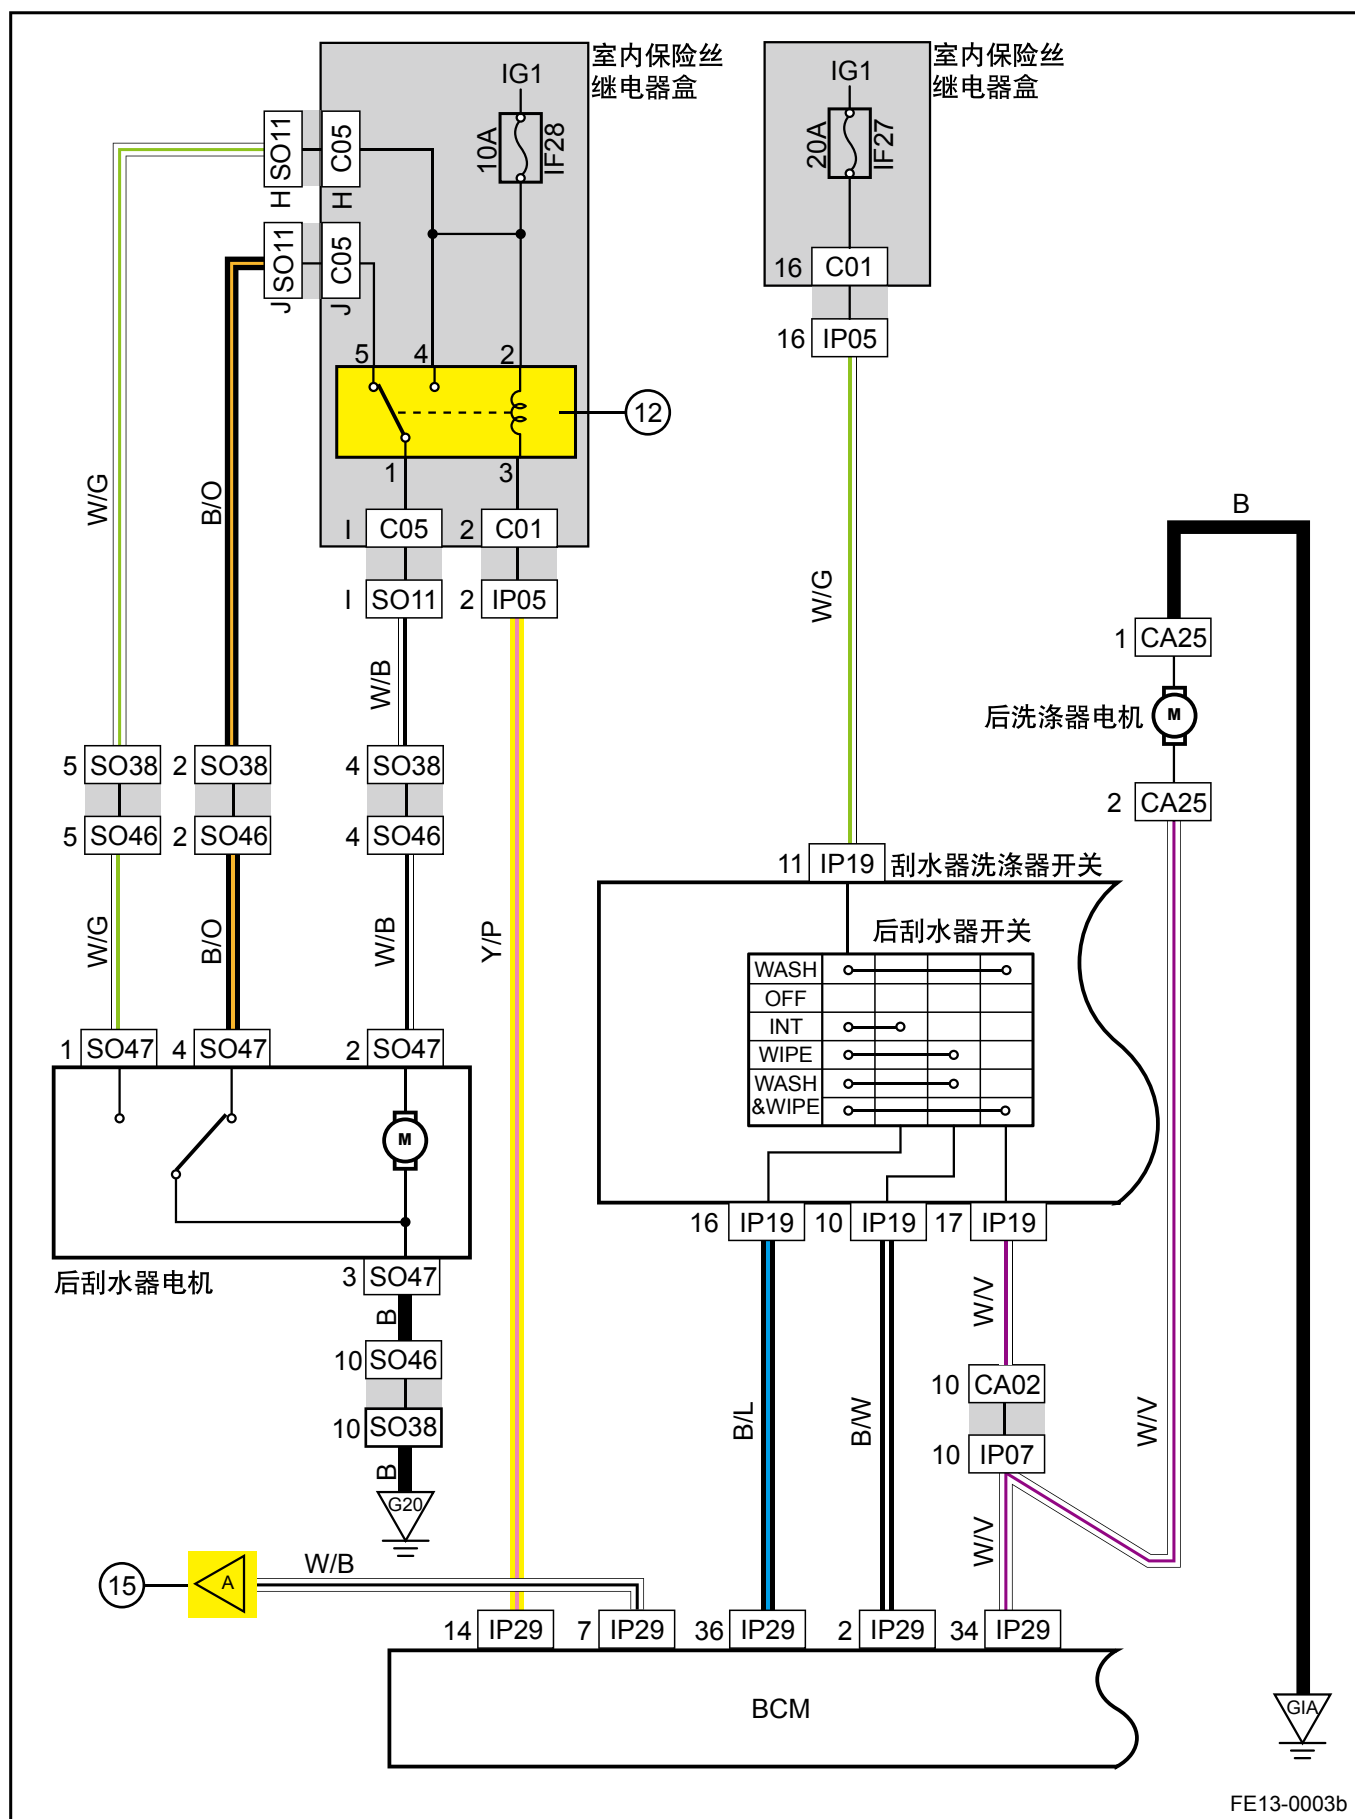 室内保险丝
继电器盒
IG1
10A
IF28
SO11
C05
H
H
SO11
C05
J
J
5
4
2
12
1
3
I
C05
2
C01
I
SO11
2
IP05
室内保险丝
继电器盒
IG1
20A
IF27
16
C01
16
IP05
W/G
B/O
W/B
W/G
B
1
CA25
后洗涤器电机
M
2
CA25
5
SO38
2
SO38
4
SO38
5
SO46
2
SO46
4
SO46
W/G
B/O
W/B
Y/P
11
IP19
刮水器洗涤器开关
后刮水器开关
WASH
OFF
INT
WIPE
WASH
&WIPE
1
SO47
4
SO47
2
SO47
M
后刮水器电机
3
SO47
B
10
SO46
10
SO38
B
G20
16
IP19
10
IP19
17
IP19
W/V
10
CA02
10
IP07
B/L
B/W
W/V
W/V
15
A
W/B
14
IP29
7
IP29
36
IP29
2
IP29
34
IP29
BCM
GIA
FE13-0003b